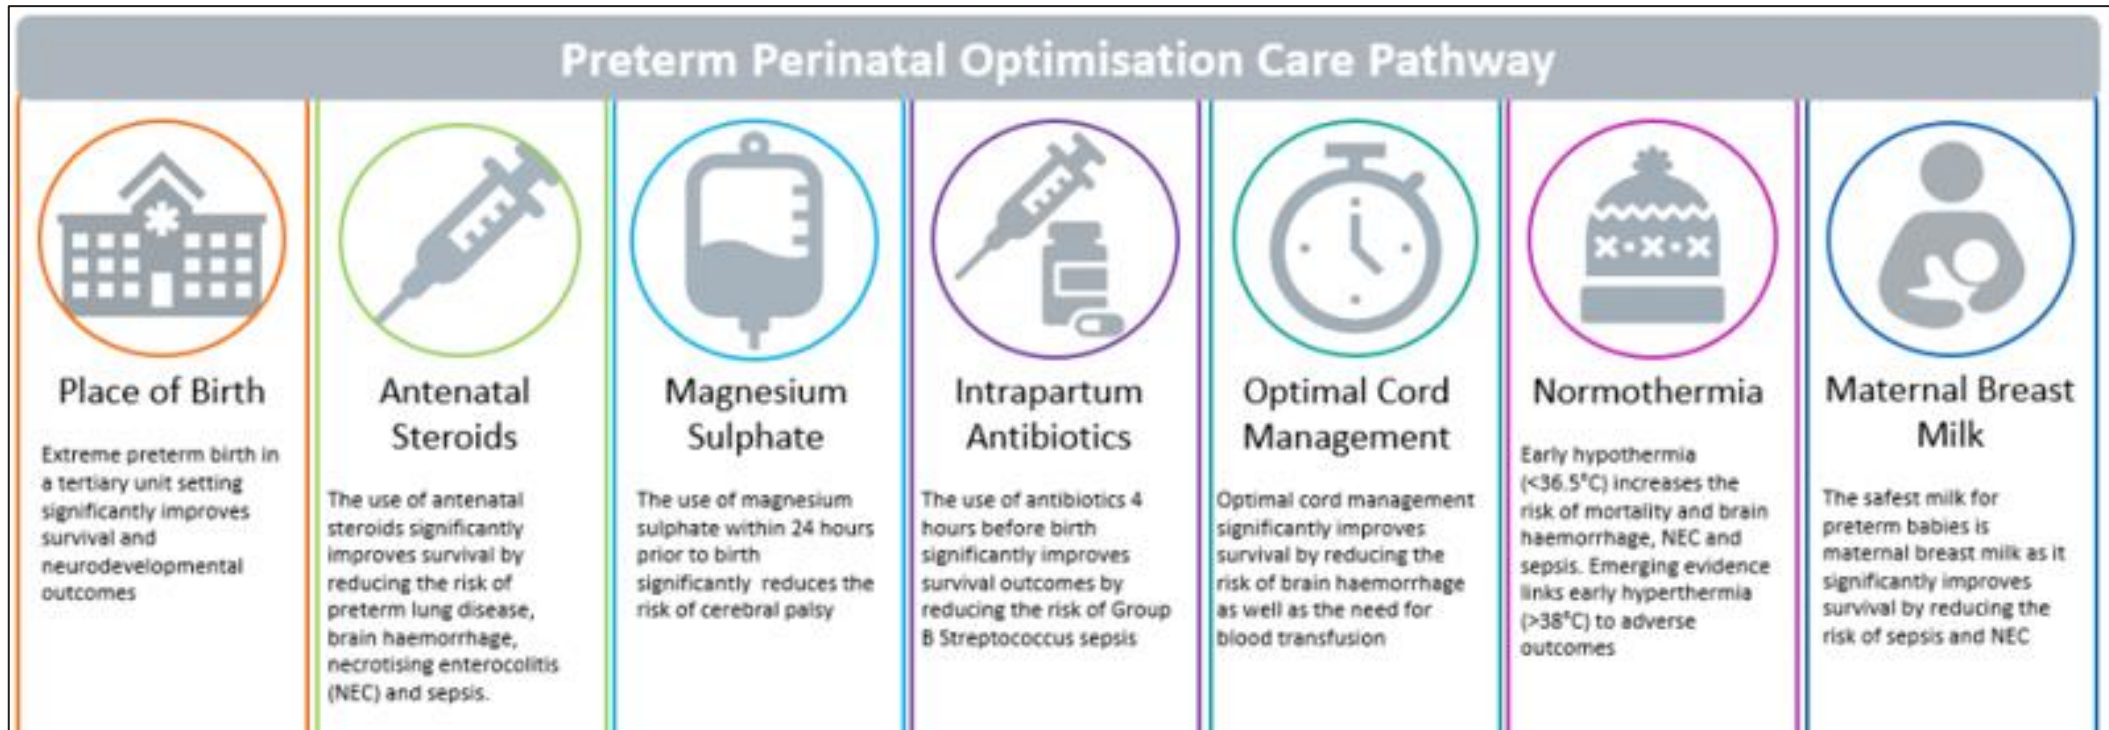 Preterm Perinatal Optimisation Care Pathway
Place of Birth
Extreme preterm birth in
a tertiary unit setting
significantly improves
survival and
neurodevelopmental
outcomes
Antenatal
Steroids
The use of antenatal
steroids significantly
improves survival by
reducing the risk of
preterm lung disease,
brain haemorrhage,
necrotising enterocolitis
(NEC) and sepsis.
Magnesium
Sulphate
The use of magnesium
sulphate within 24 hours
prior to birth
significantly reduces the
risk of cerebral palsy
Intrapartum
Antibiotics
The use of antibiotics 4
hours before birth
significantly improves
survival outcomes by
reducing the risk of Group
B Streptococcus sepsis
Optimal Cord
Management
Optimal cord management
significantly improves
survival by reducing the
risk of brain haemorrhage
as well as the need for
blood transfusion
Normothermia
Early hypothermia
(<36.5°C) increases the
risk of mortality and brain
haemorrhage, NEC and
sepsis. Emerging evidence
links early hyperthermia
(>38°C) to adverse
outcomes
Maternal Breast
Milk
The safest milk for
preterm babies is
maternal breast milk as it
significantly improves
survival by reducing the
risk of sepsis and NEC